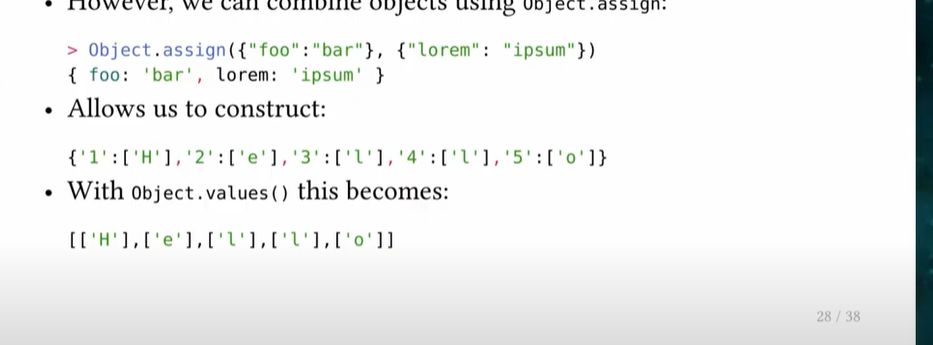 • However, we can combine objects using Object.assign:
> Object.assign({"foo":"bar"}, {"lorem": "ipsum"})
{ foo: 'bar', lorem: 'ipsum' }
• Allows us to construct:
{'1':['H'],'2':['e'],'3':['l'],'4':['l'],'5':['o']}
• With Object.values() this becomes:
[['H'],['e'],['l'],['l'],['o']]
28 / 38